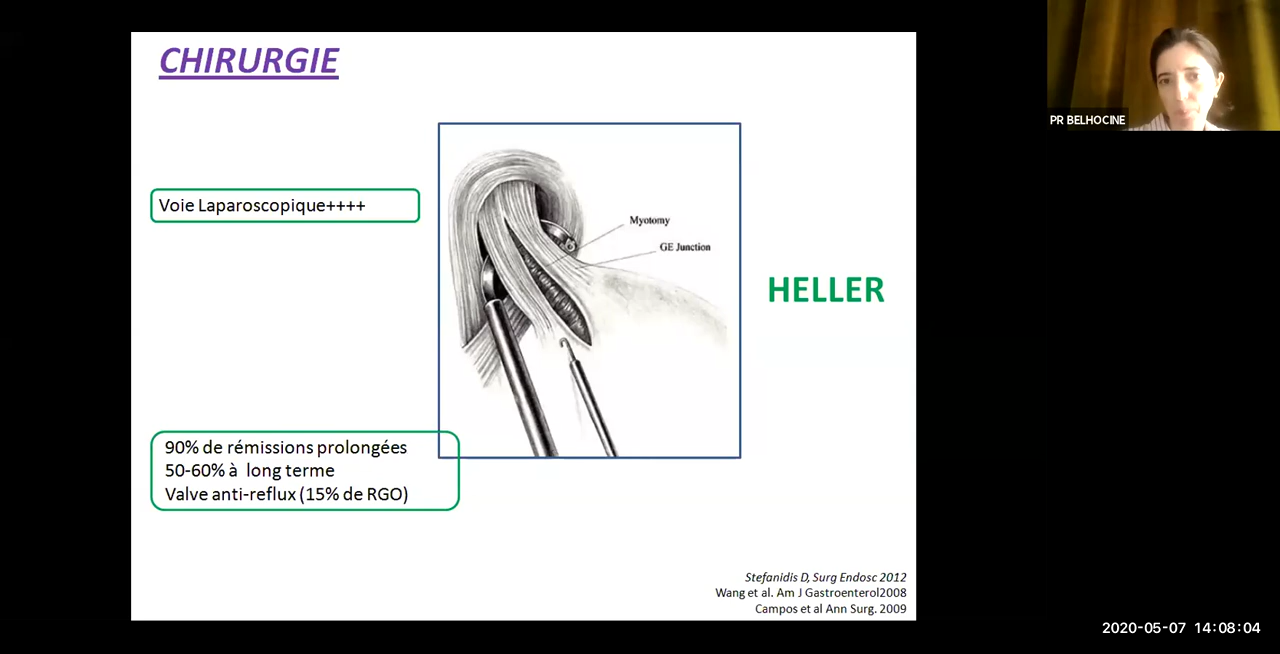 CHIRURGIE
PR BELHOCINE
Voie Laparoscopique++++
Myotomy
GE Junction
HELLER
90% de rémissions prolongées
50-60% à long terme
Valve anti-reflux (15% de RGO)
Stefanidis D, Surg Endosc 2012
Wang et al. Am J Gastroenterol2008
Campos et al Ann Surg. 2009
2020-05-07 14:08:04